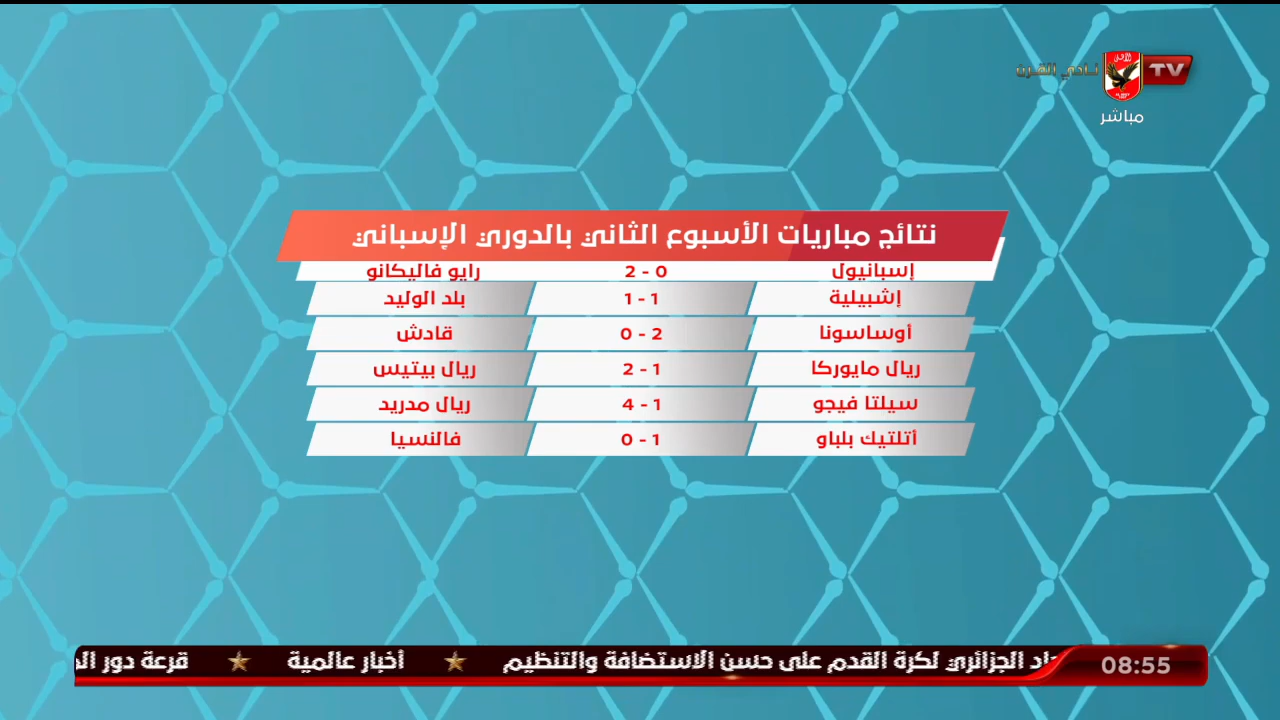 نادي القرن TV
مباشر
نتائج مباريات الأسبوع الثاني بالدوري الإسباني
إسبانيول 2 - 0 رايو فاليكانو
إشبيلية 1 - 1 بلد الوليد
أوساسونا 0 - 2 قادش
ريال مايوركا 2 - 1 ريال بيتيس
سيلتا فيجو 4 - 1 ريال مدريد
أتلتيك بلباو 0 - 1 فالنسيا
08:55 الجزائري لكرة القدم على حسن الاستضافة والتنظيم أخبار عالمية قرعة دور